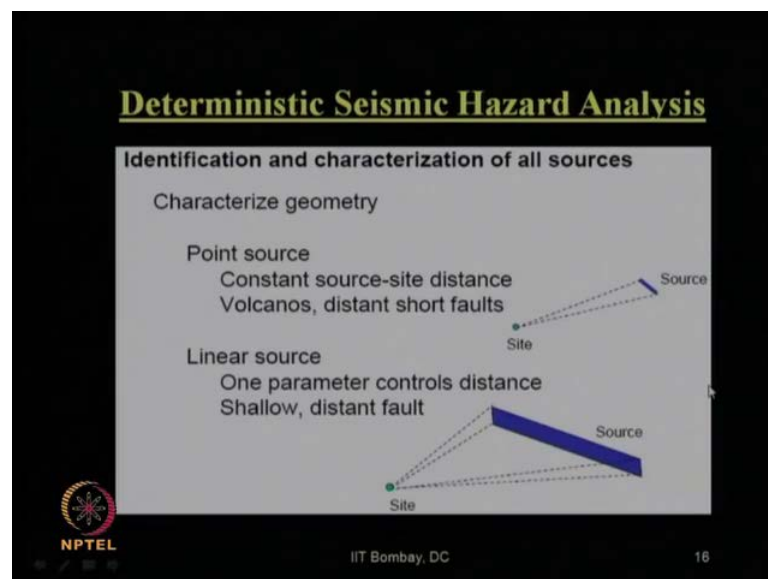 Deterministic Seismic Hazard Analysis
Identification and characterization of all sources
Characterize geometry
Point source
Constant source-site distance
Volcanos, distant short faults
Source
Site
Linear source
One parameter controls distance
Shallow, distant fault
Source
Site
NPTEL
IIT Bombay, DC
16